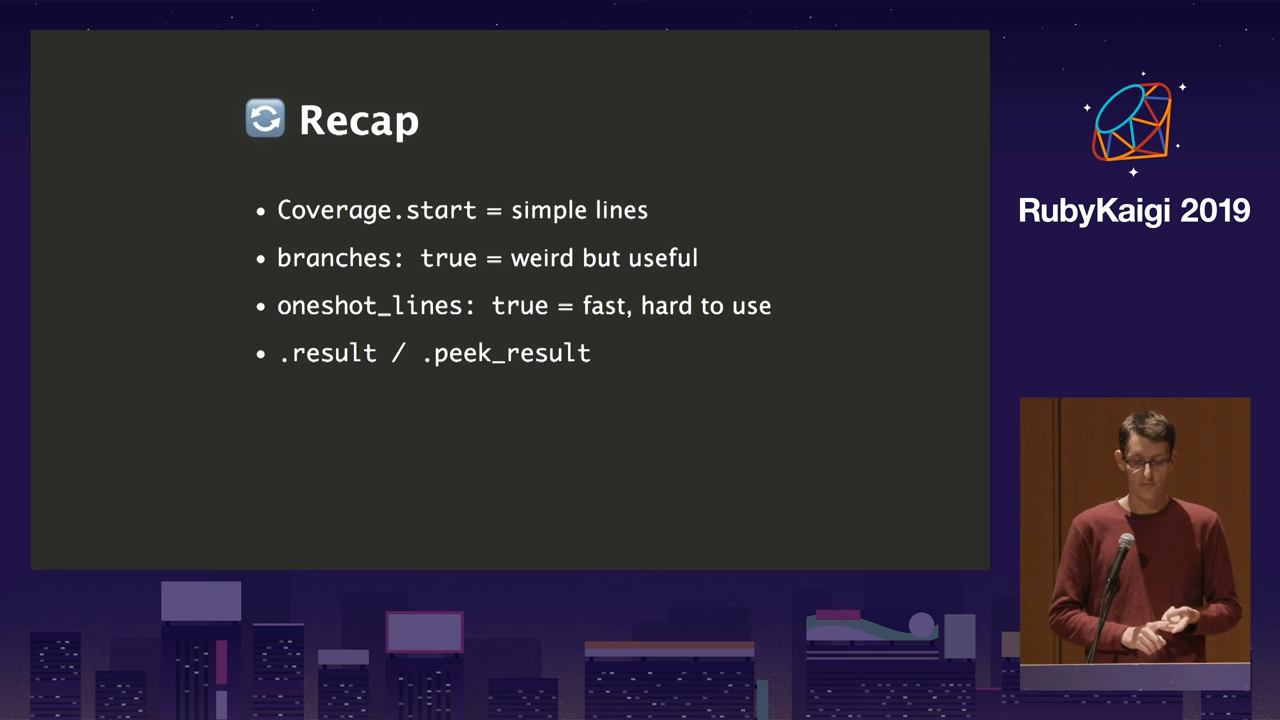 Recap
Coverage.start = simple lines
branches: true = weird but useful
oneshot_lines: true = fast, hard to use
.result / .peek_result
RubyKaigi 2019